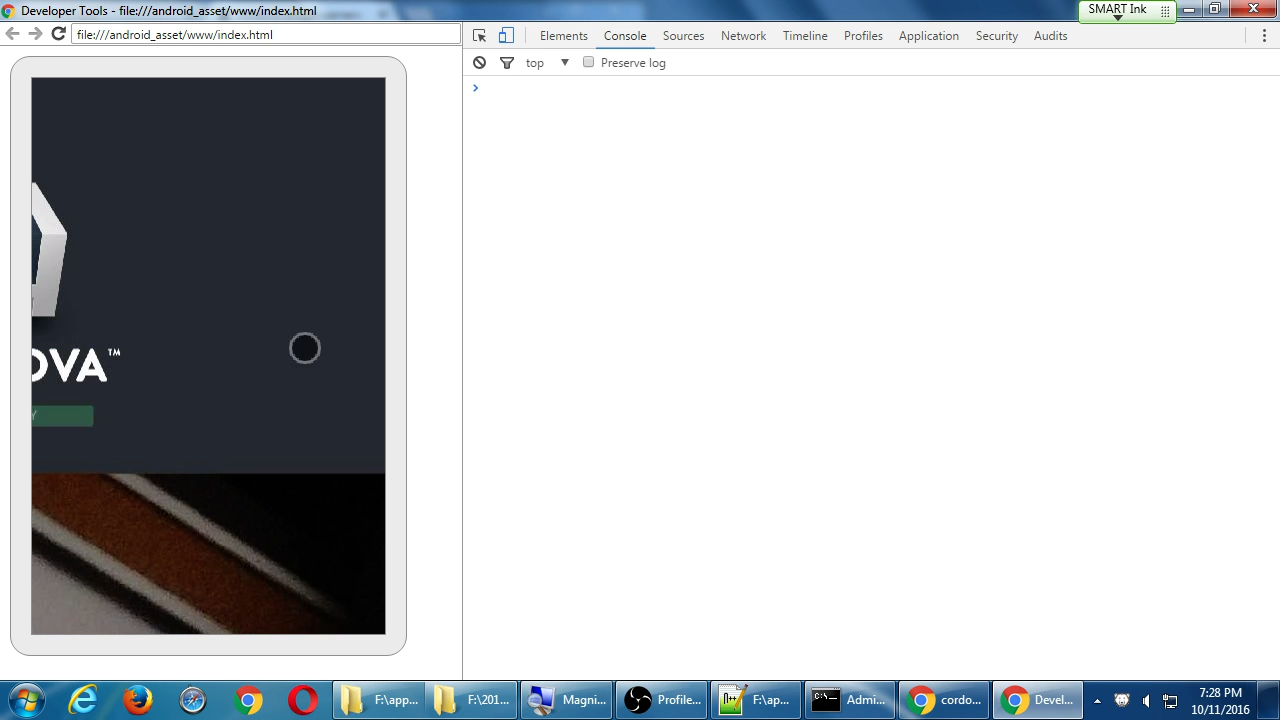 Developer Tools - file:///android_asset/www/index.html
SMART Ink
file:///android_asset/www/index.html
Elements Console Sources Network Timeline Profiles Application Security Audits
top Preserve log
OVA™
Y
F:\app... F:\201... Magni... Profile... F:\ap... Admi... cordo... Devel...
7:28 PM
10/11/2016